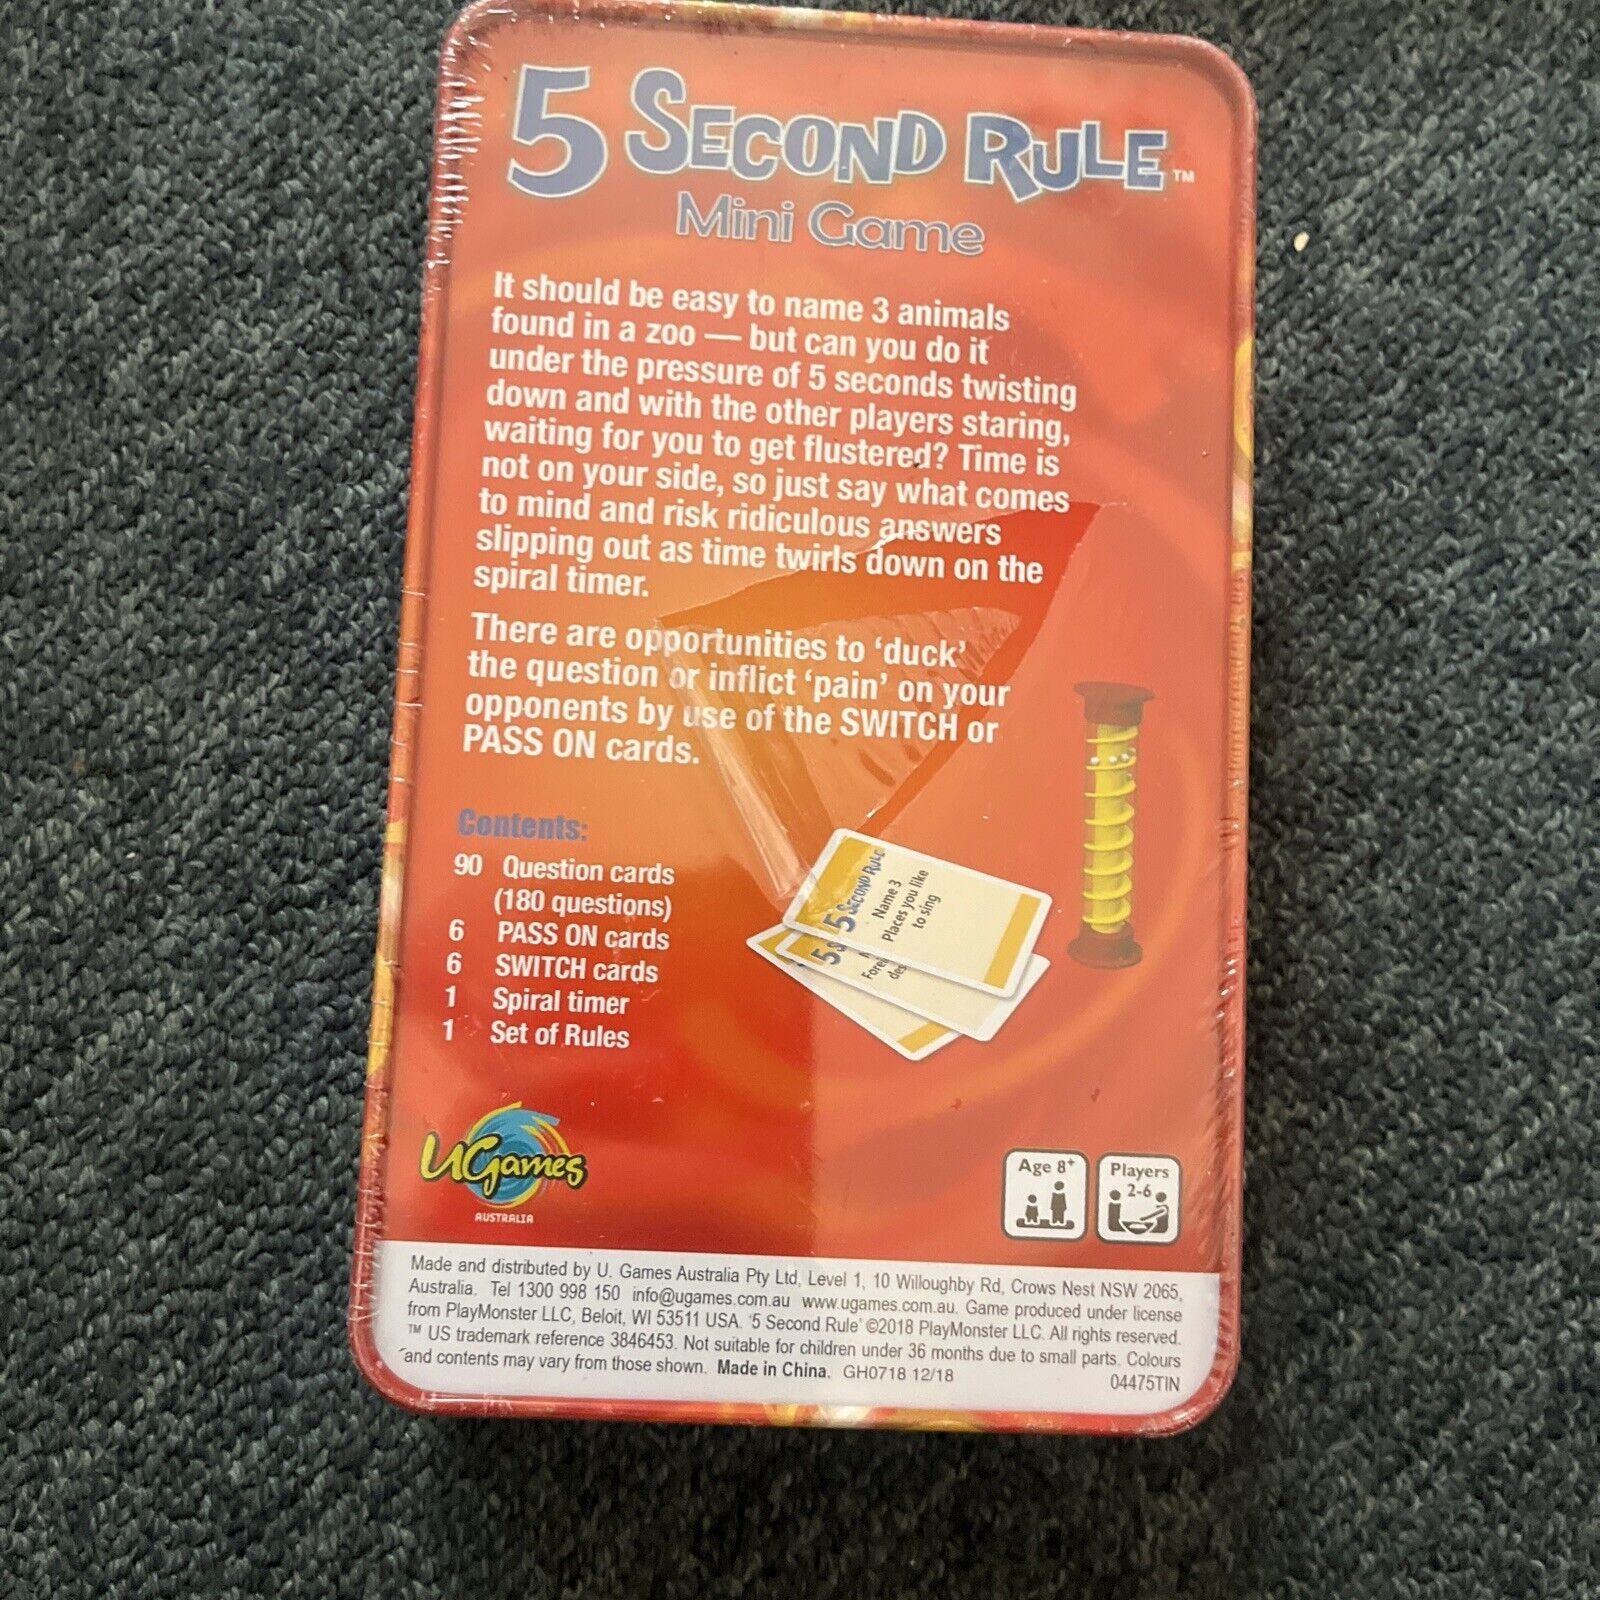 5 SECOND RULE™
Mini Game
It should be easy to name 3 animals
found in a zoo — but can you do it
under the pressure of 5 seconds twisting
down and with the other players staring,
waiting for you to get flustered? Time is
not on your side, so just say what comes
to mind and risk ridiculous answers
slipping out as time twirls down on the
spiral timer.
There are opportunities to ‘duck’
the question or inflict ‘pain’ on your
opponents by use of the SWITCH or
PASS ON cards.
Contents:
90 Question cards
(180 questions)
6 PASS ON cards
6 SWITCH cards
1 Spiral timer
1 Set of Rules
5 SECOND RULE
Name 3
Places you like
to sing
UGames
AUSTRALIA
Age 8+
Players
2-6
Made and distributed by U. Games Australia Pty Ltd, Level 1, 10 Willoughby Rd, Crows Nest NSW 2065,
Australia. Tel 1300 998 150 info@ugames.com.au www.ugames.com.au. Game produced under license
from PlayMonster LLC, Beloit, WI 53511 USA. ‘5 Second Rule’ ©2018 PlayMonster LLC. All rights reserved.
™ US trademark reference 3846453. Not suitable for children under 36 months due to small parts. Colours
and contents may vary from those shown. Made in China. GH0718 12/18
04475TIN